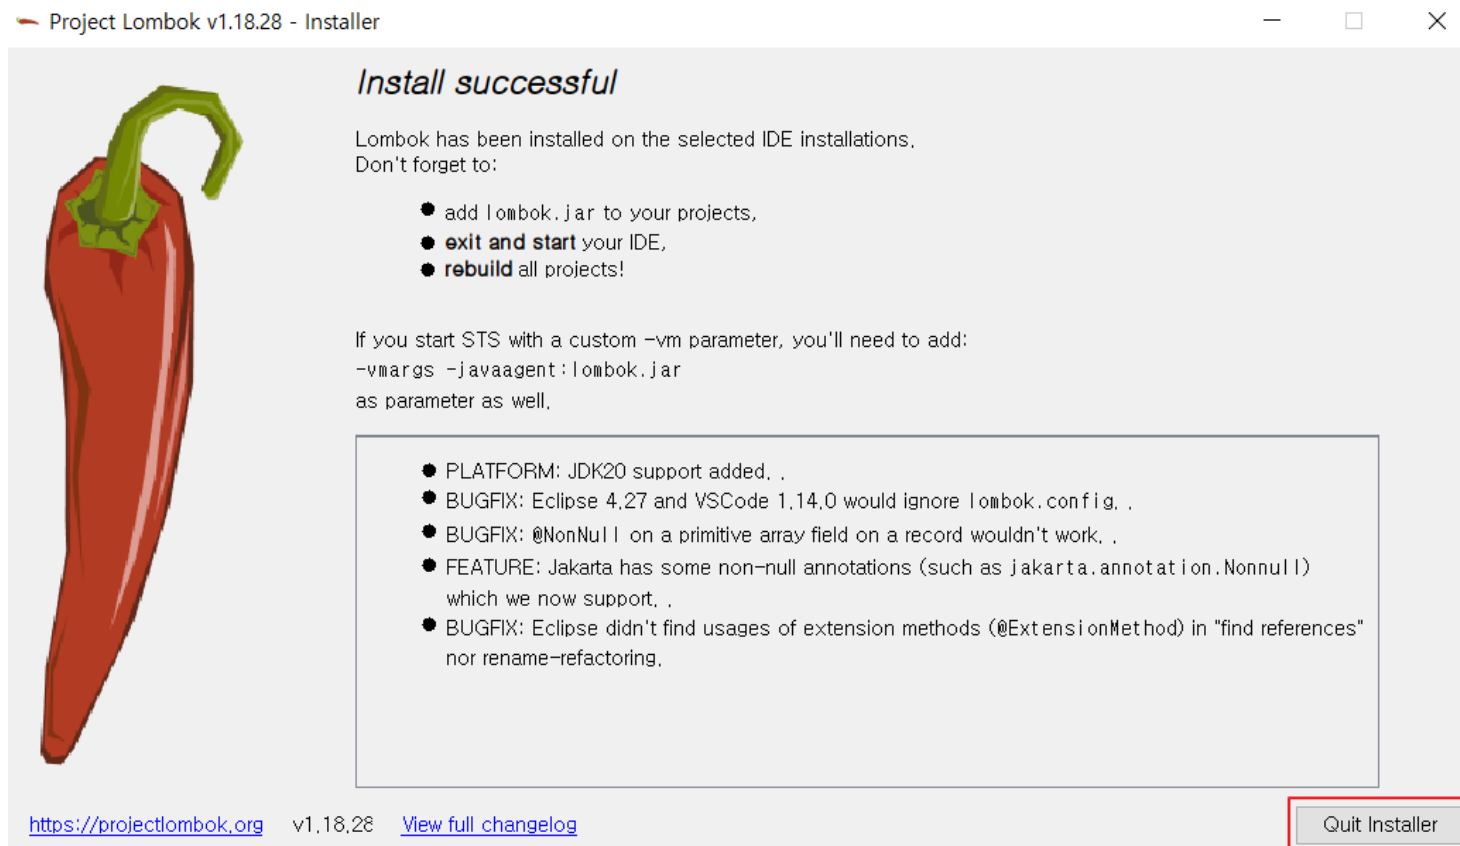 Project Lombok v1.18.28 - Installer
Install successful
Lombok has been installed on the selected IDE installations.
Don't forget to:
● add lombok.jar to your projects,
● exit and start your IDE,
● rebuild all projects!
If you start STS with a custom -vm parameter, you'll need to add:
-vmargs -javaagent:lombok.jar
as parameter as well.
● PLATFORM: JDK20 support added. .
● BUGFIX: Eclipse 4.27 and VSCode 1.14.0 would ignore lombok.config. .
● BUGFIX: @NonNull on a primitive array field on a record wouldn't work. .
● FEATURE: Jakarta has some non-null annotations (such as jakarta.annotation.Nonnull)
which we now support. .
● BUGFIX: Eclipse didn't find usages of extension methods (@ExtensionMethod) in "find references"
nor rename-refactoring.
https://projectlombok.org v1.18.28 View full changelog Quit Installer